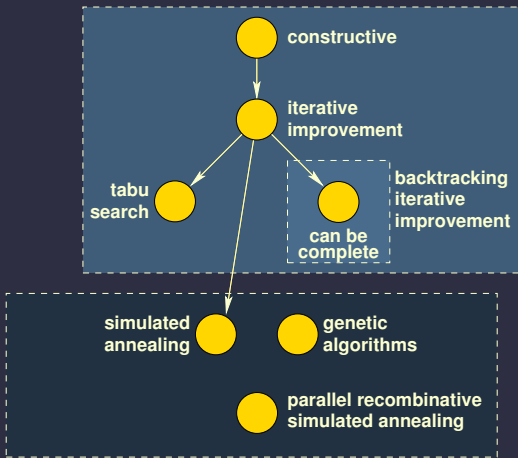 constructive
iterative
improvement
tabu
search
backtracking
iterative
improvement
can be
complete
simulated
annealing
genetic
algorithms
parallel recombinative
simulated annealing